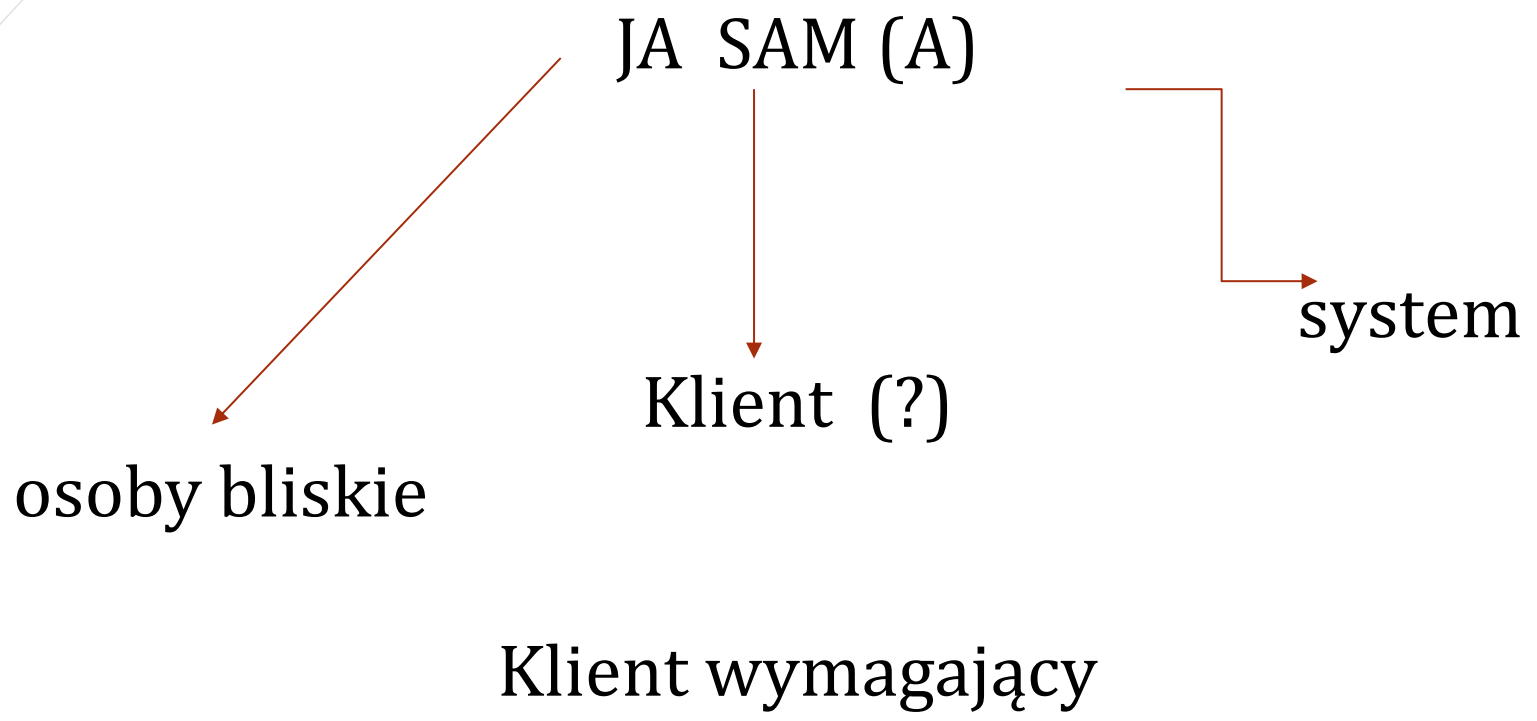 JA SAM (A)
system
Klient (?)
osoby bliskie
Klient wymagający